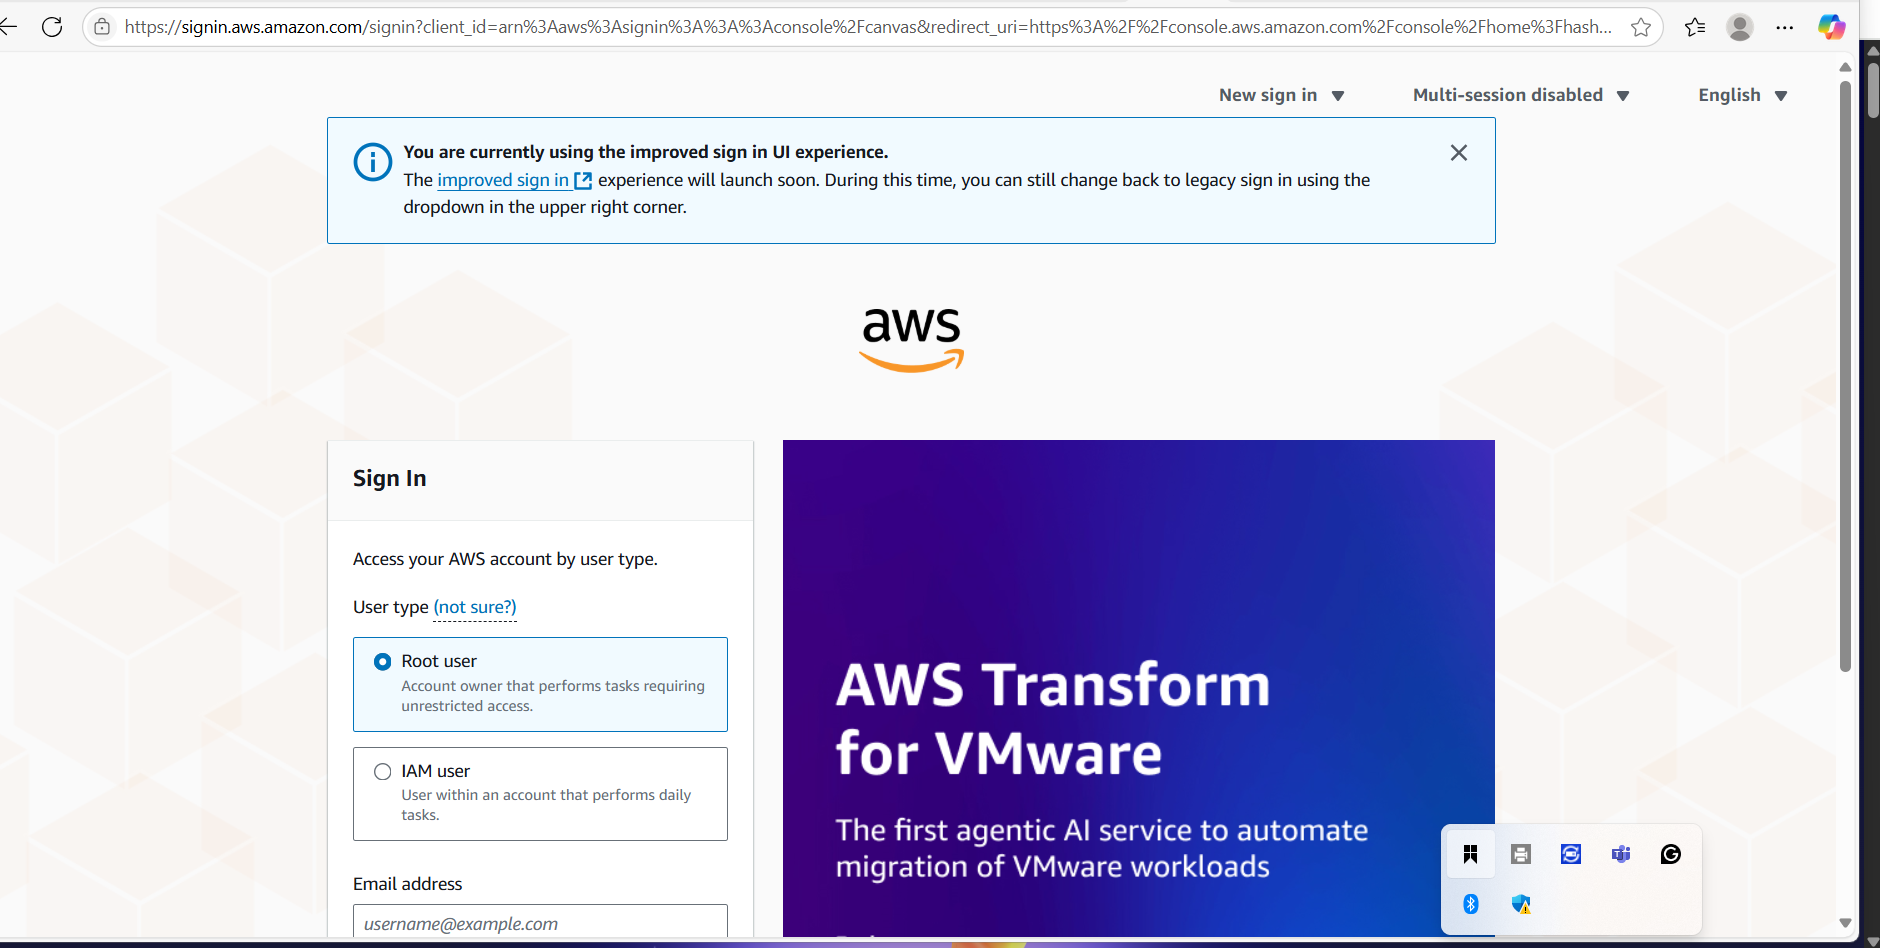 https://signin.aws.amazon.com/signin?client_id=arn%3Aaws%3Asignin%3A%3A%3Aconsole%2Fcanvas&redirect_uri=https%3A%2F%2Fconsole.aws.amazon.com%2Fconsole%2Fhome%3Fhash...
New sign in
Multi-session disabled
English
You are currently using the improved sign in UI experience.
The improved sign in experience will launch soon. During this time, you can still change back to legacy sign in using the
dropdown in the upper right corner.
aws
Sign In
Access your AWS account by user type.
User type (not sure?)
Root user
Account owner that performs tasks requiring
unrestricted access.
IAM user
User within an account that performs daily
tasks.
Email address
username@example.com
AWS Transform
for VMware
The first agentic AI service to automate
migration of VMware workloads